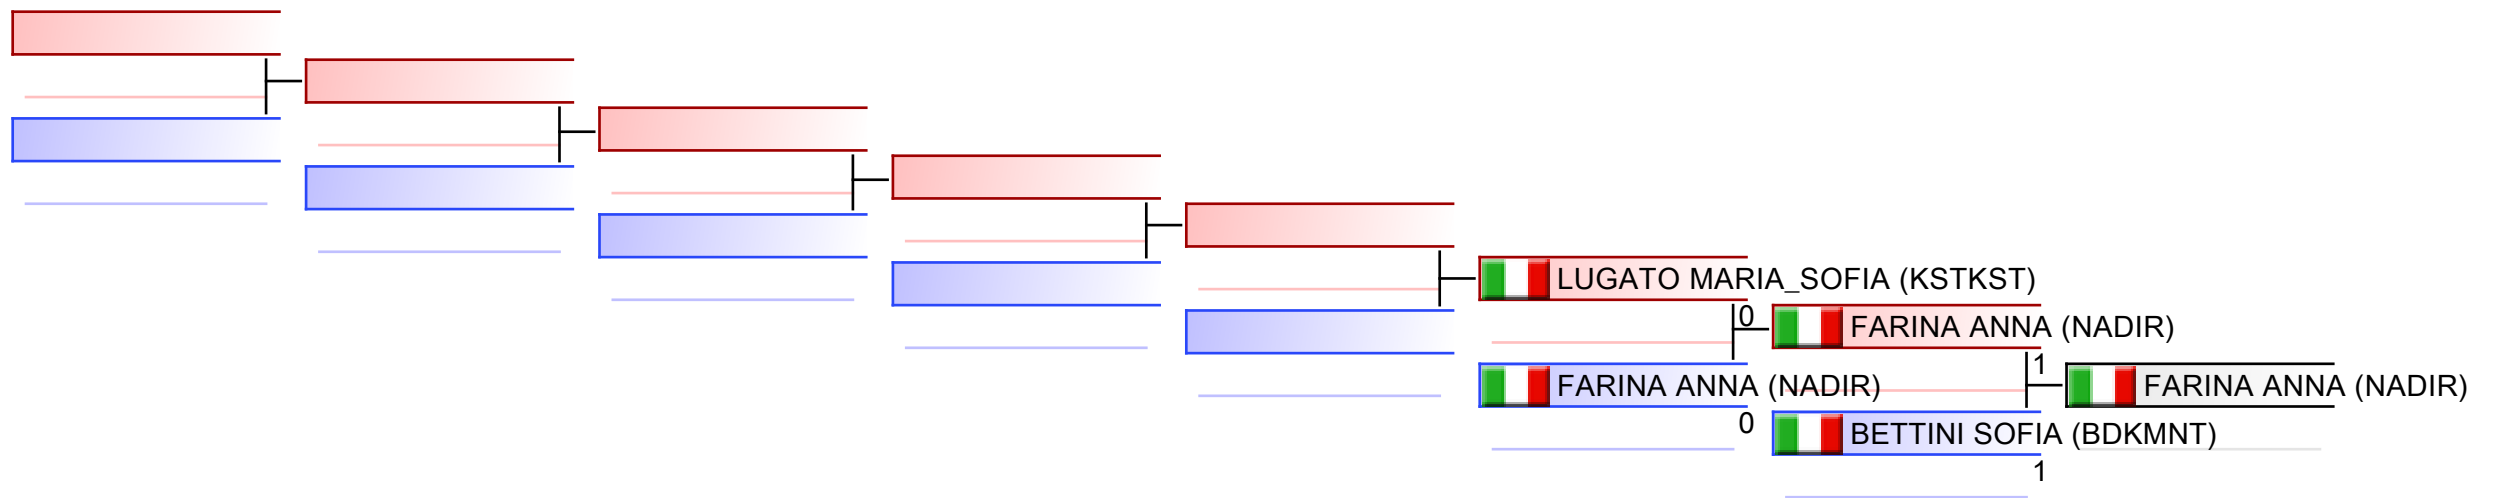 LUGATO MARIA_SOFIA (KSTKST)
0
FARINA ANNA (NADIR)
FARINA ANNA (NADIR)
1
FARINA ANNA (NADIR)
0
BETTINI SOFIA (BDKMNT)
1